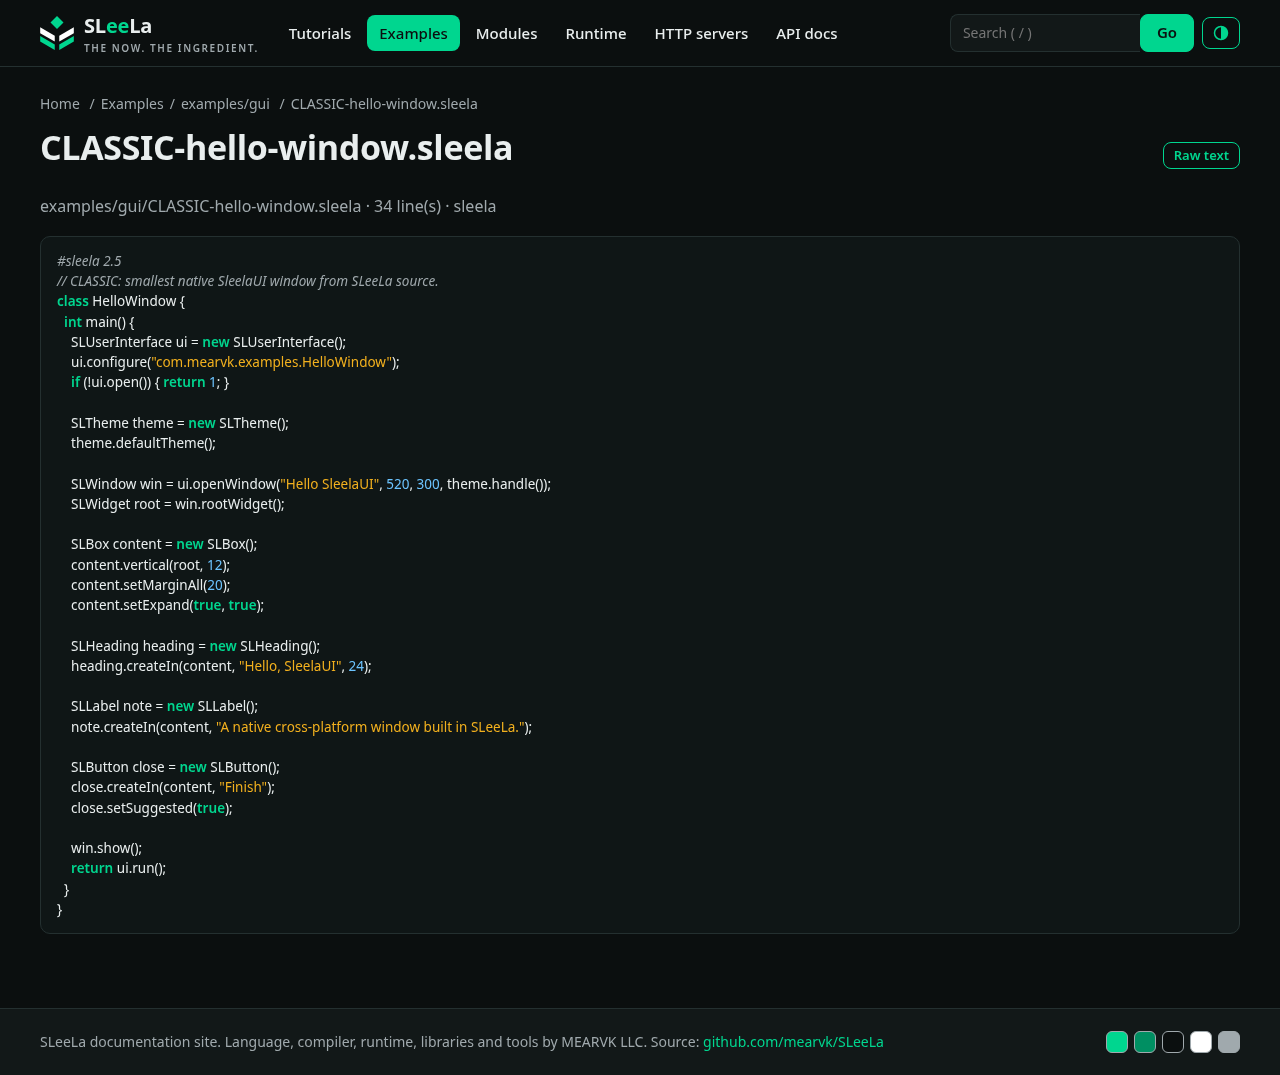 SLeeLa
THE NOW. THE INGREDIENT.
Tutorials Examples Modules Runtime HTTP servers API docs
Search ( / ) Go
Home / Examples / examples/gui / CLASSIC-hello-window.sleela
CLASSIC-hello-window.sleela
Raw text
examples/gui/CLASSIC-hello-window.sleela · 34 line(s) · sleela
#sleela 2.5
// CLASSIC: smallest native SleelaUI window from SLeeLa source.
class HelloWindow {
  int main() {
    SLUserInterface ui = new SLUserInterface();
    ui.configure("com.mearvk.examples.HelloWindow");
    if (!ui.open()) { return 1; }

    SLTheme theme = new SLTheme();
    theme.defaultTheme();

    SLWindow win = ui.openWindow("Hello SleelaUI", 520, 300, theme.handle());
    SLWidget root = win.rootWidget();

    SLBox content = new SLBox();
    content.vertical(root, 12);
    content.setMarginAll(20);
    content.setExpand(true, true);

    SLHeading heading = new SLHeading();
    heading.createIn(content, "Hello, SleelaUI", 24);

    SLLabel note = new SLLabel();
    note.createIn(content, "A native cross-platform window built in SLeeLa.");

    SLButton close = new SLButton();
    close.createIn(content, "Finish");
    close.setSuggested(true);

    win.show();
    return ui.run();
  }
}
SLeeLa documentation site. Language, compiler, runtime, libraries and tools by MEARVK LLC. Source: github.com/mearvk/SLeeLa